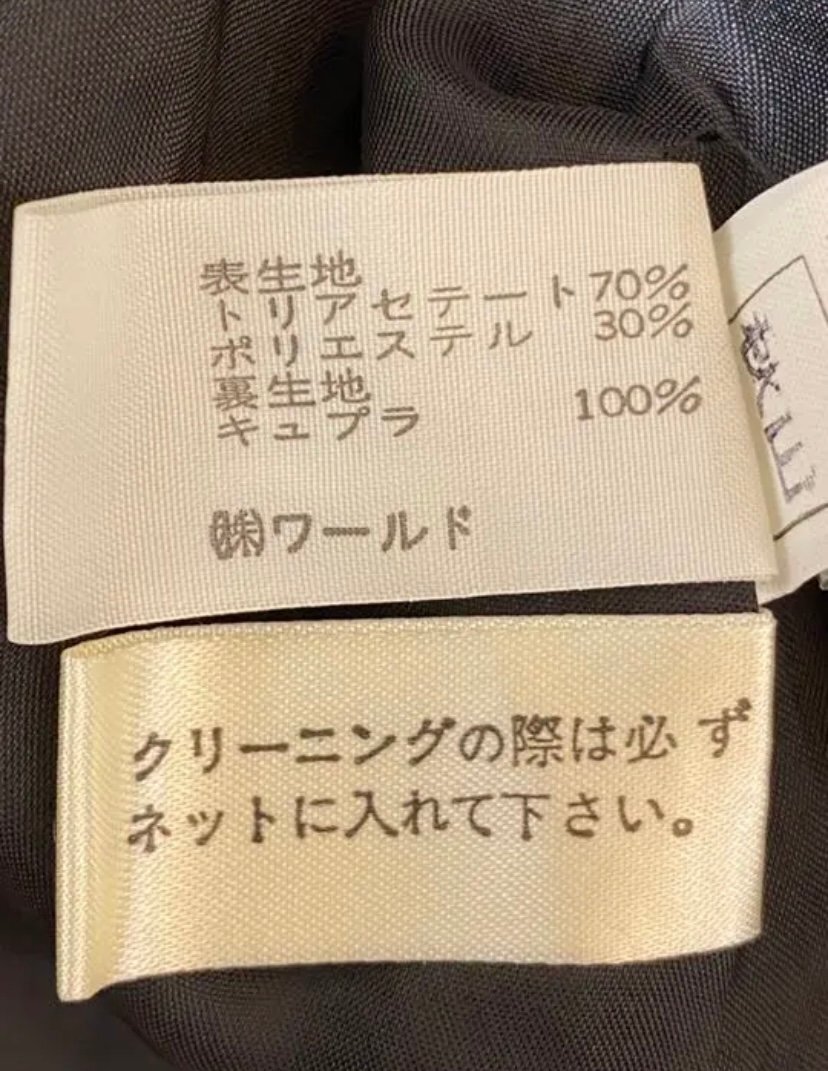 表生地
トリアセテート 70%
ポリエステル 30%
裏生地
キュプラ 100%
㈱ワールド
クリーニングの際は必ず
ネットに入れて下さい。